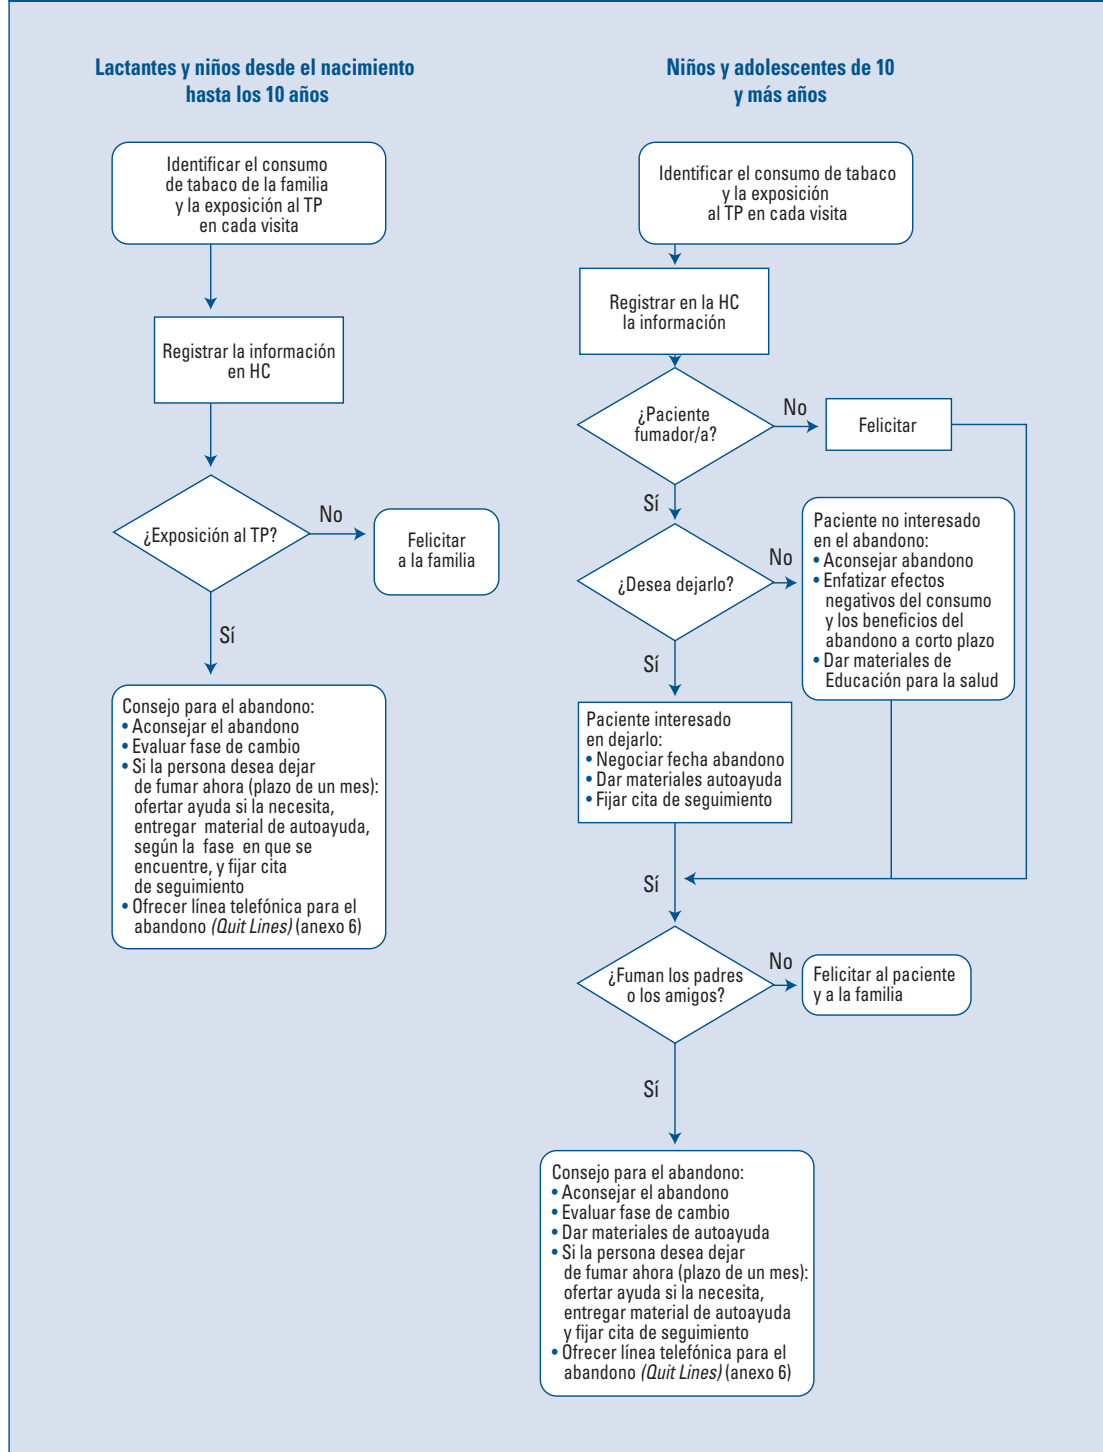 Lactantes y niños desde el nacimiento
hasta los 10 años
Identificar el consumo
de tabaco de la familia
y la exposición al TP
en cada visita
Registrar la información
en HC
¿Exposición al TP?
No
Felicitar
a la familia
Sí
Consejo para el abandono:
• Aconsejar el abandono
• Evaluar fase de cambio
• Si la persona desea dejar
de fumar ahora (plazo de un mes):
ofertar ayuda si la necesita,
entregar material de autoayuda,
según la fase en que se
encuentre, y fijar cita
de seguimiento
• Ofrecer línea telefónica para el
abandono (Quit Lines) (anexo 6)
Niños y adolescentes de 10
y más años
Identificar el consumo de tabaco
y la exposición
al TP en cada visita
Registrar en la HC
la información
¿Paciente
fumador/a?
No
Felicitar
Sí
¿Desea dejarlo?
No
Paciente no interesado
en el abandono:
• Aconsejar abandono
• Enfatizar efectos
negativos del consumo
y los beneficios del
abandono a corto plazo
• Dar materiales de
Educación para la salud
Sí
Paciente interesado
en dejarlo:
• Negociar fecha abandono
• Dar materiales autoayuda
• Fijar cita de seguimiento
Sí
¿Fuman los padres
o los amigos?
No
Felicitar al paciente
y a la familia
Sí
Consejo para el abandono:
• Aconsejar el abandono
• Evaluar fase de cambio
• Dar materiales de autoayuda
• Si la persona desea dejar
de fumar ahora (plazo de un mes):
ofertar ayuda si la necesita,
entregar material de autoayuda
y fijar cita de seguimiento
• Ofrecer línea telefónica para el
abandono (Quit Lines) (anexo 6)